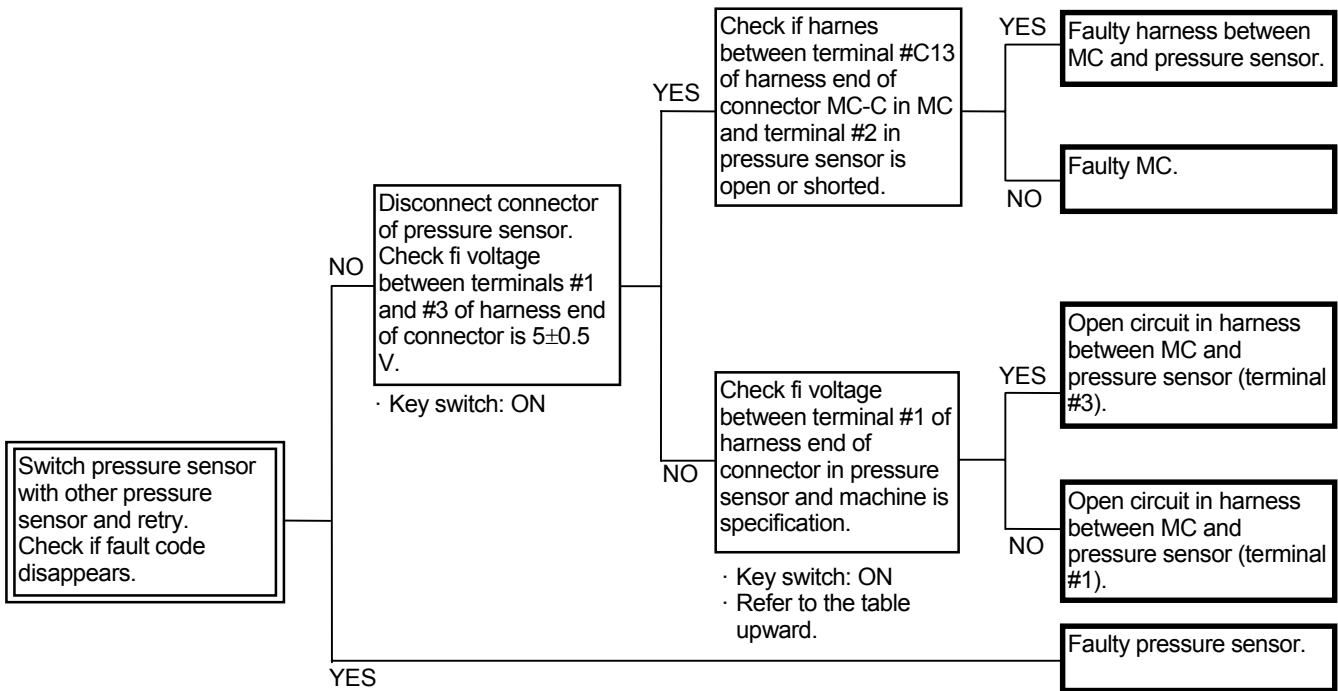 Switch pressure sensor
with other pressure
sensor and retry.
Check if fault code
disappears.
NO
YES
Disconnect connector
of pressure sensor.
Check fi voltage
between terminals #1
and #3 of harness end
of connector is 5±0.5
V.
· Key switch: ON
YES
NO
Check if harnes
between terminal #C13
of harness end of
connector MC-C in MC
and terminal #2 in
pressure sensor is
open or shorted.
YES
NO
Faulty harness between
MC and pressure sensor.
Faulty MC.
Check fi voltage
between terminal #1 of
harness end of
connector in pressure
sensor and machine is
specification.
· Key switch: ON
· Refer to the table
upward.
YES
NO
Open circuit in harness
between MC and
pressure sensor (terminal
#3).
Open circuit in harness
between MC and
pressure sensor (terminal
#1).
Faulty pressure sensor.